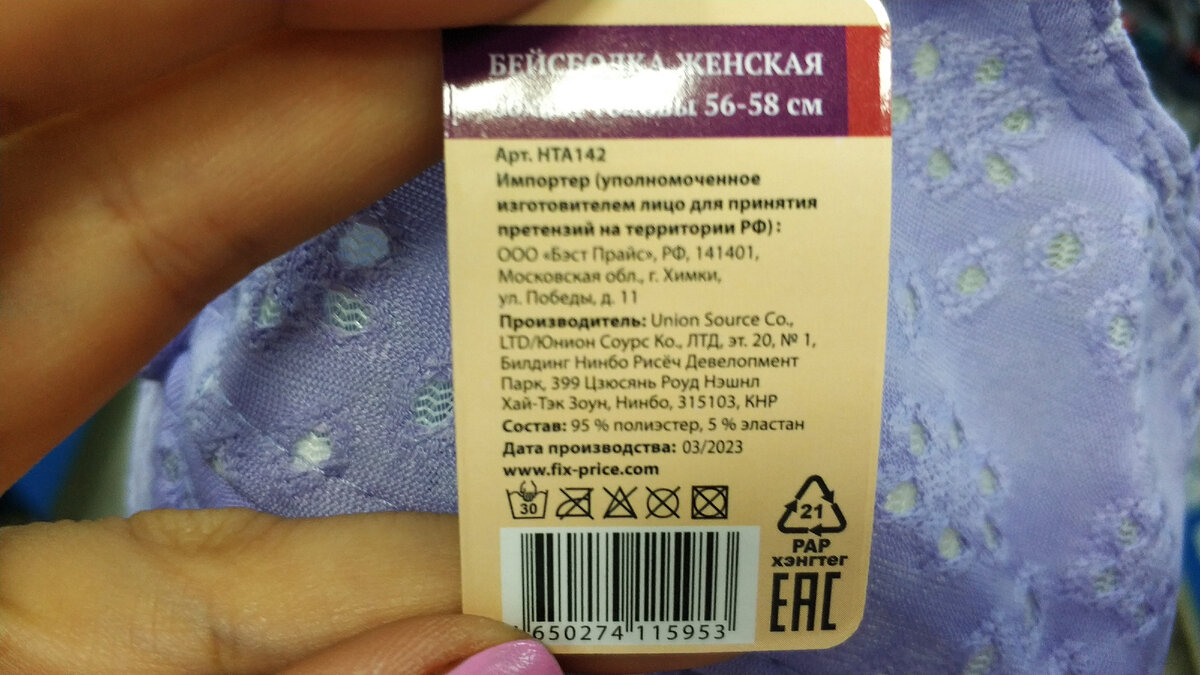 БЕЙСБОЛКА ЖЕНСКАЯ
56-58 см
Арт. НТА142
Импортер (уполномоченное
изготовителем лицо для принятия
претензий на территории РФ):
ООО «Бэст Прайс», РФ, 141401,
Московская обл., г. Химки,
ул. Победы, д. 11
Производитель: Union Source Co.,
LTD/Юнион Соурс Ко., ЛТД, эт. 20, № 1,
Билдинг Нинбо Рисёч Девелопмент
Парк, 399 Цзюсянь Роуд Нэшнл
Хай-Тэк Зоун, Нинбо, 315103, КНР
Состав: 95 % полиэстер, 5 % эластан
Дата производства: 03/2023
www.fix-price.com
30
21
PAP
хэнгтег
EAC
650274 115953